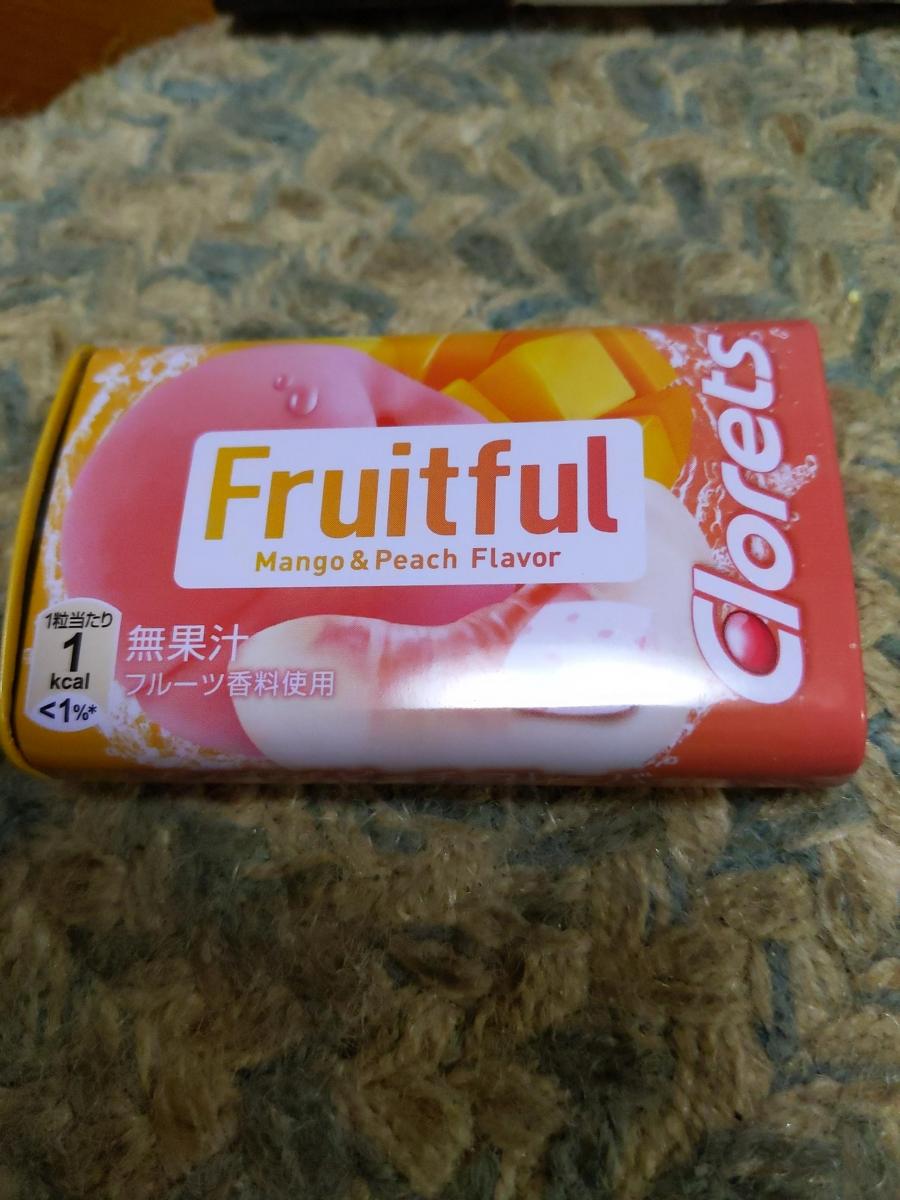 Fruitful
Mango & Peach Flavor
Clorets
1粒当たり
1
kcal
<1%*
無果汁
フルーツ香料使用